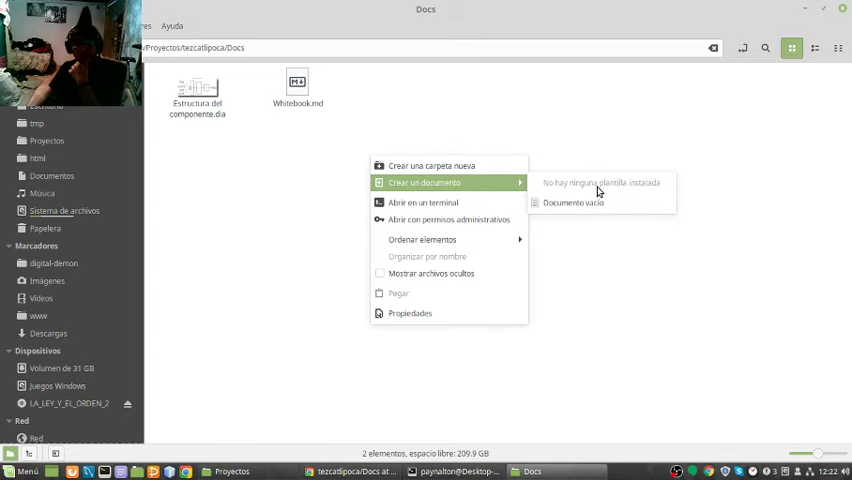 Docs
res Ayuda
/Proyectos/tezcatlipoca/Docs
Estructura del
componente.dia
Whitebook.md
Escritorio
tmp
Proyectos
html
Documentos
Música
Sistema de archivos
Papelera
Marcadores
digital-demon
Imágenes
Vídeos
www
Descargas
Dispositivos
Volumen de 31 GB
Juegos Windows
LA_LEY_Y_EL_ORDEN_2
Red
Red
Crear una carpeta nueva
Crear un documento
Abrir en un terminal
Abrir con permisos administrativos
Ordenar elementos
Organizar por nombre
Mostrar archivos ocultos
Pegar
Propiedades
No hay ninguna plantilla instalada
Documento vacío
2 elementos, espacio libre: 209.9 GB
Menú
Proyectos
tezcatlipoca/Docs at ...
paynalton@Desktop-...
Docs
3
12:22